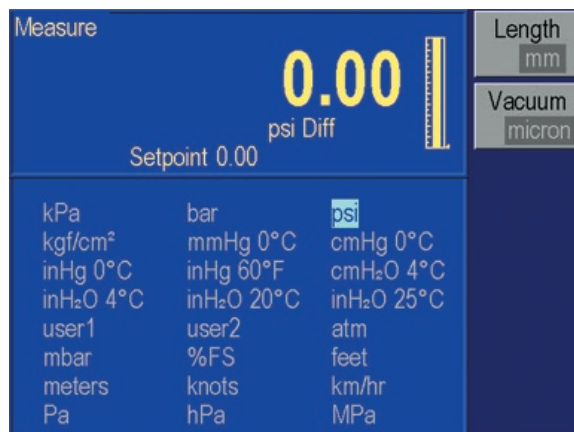 Measure
0.00
psi Diff
Setpoint 0.00
Length
mm
Vacuum
micron
kPa bar psi
kgf/cm² mmHg 0°C cmHg 0°C
inHg 0°C inHg 60°F cmH₂O 4°C
inH₂O 4°C inH₂O 20°C inH₂O 25°C
user1 user2 atm
mbar %FS feet
meters knots km/hr
Pa hPa MPa